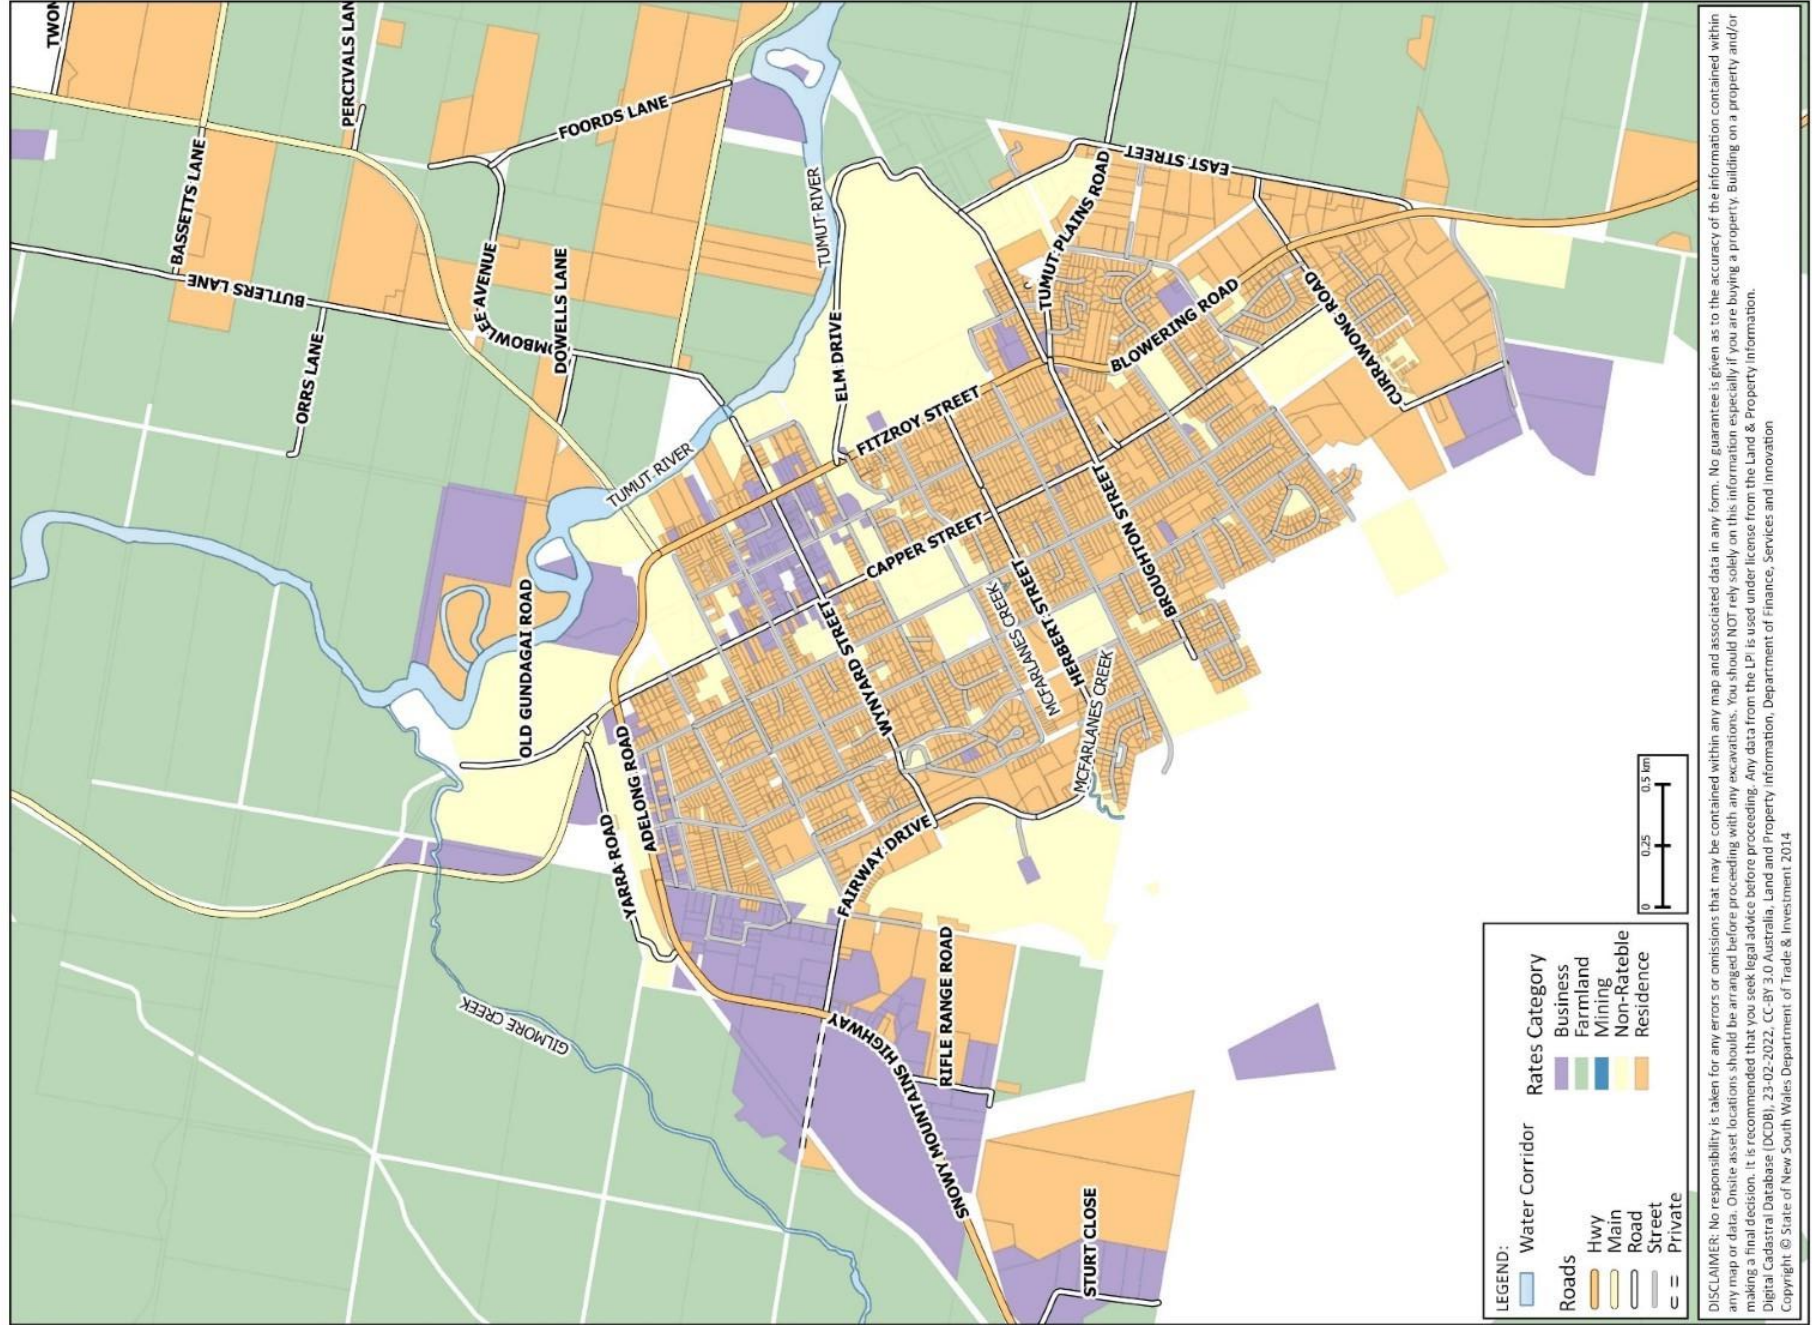 TWON
PERCIVALS LAN
BASSETTS LANE
FOORDS LANE
BUTLERS LANE
OMBOWLEE AVENUE
DOWELLS LANE
ORRS LANE
TUMUT RIVER
ELM DRIVE
EAST STREET
TUMUT PLAINS ROAD
BLOWERING ROAD
CURRAWONG ROAD
FITZROY STREET
TUMUT RIVER
CAPPER STREET
OLD GUNDAGAI ROAD
WYNYARD STREET
MCFARLANES CREEK
HERBERT STREET
BROUGHTON STREET
MCFARLANES CREEK
ADELONG ROAD
YARRA ROAD
FAIRWAY DRIVE
GILMORE CREEK
RIFLE RANGE ROAD
SNOWY MOUNTAINS HIGHWAY
STURT CLOSE
0 0.25 0.5 km
LEGEND:
Water Corridor
Roads
Hwy
Main
Road
Street
Private
Rates Category
Business
Farmland
Mining
Non-Rateble
Residence
DISCLAIMER: No responsibility is taken for any errors or omissions that may be contained within any map and associated data in any form. No guarantee is given as to the accuracy of the information contained within
any map or data. Onsite asset locations should be arranged before proceeding with any excavations. You should NOT rely solely on this information especially if you are buying a property. Building on a property and/or
making a final decision. It is recommended that you seek legal advice before proceeding. Any data from the LPI is used under license from the Land & Property Information.
Digital Cadastral Database (DCDB), 23-02-2022, CC-BY 3.0 Australia, Land and Property Information, Department of Finance, Services and Innovation
Copyright © State of New South Wales Department of Trade & Investment 2014